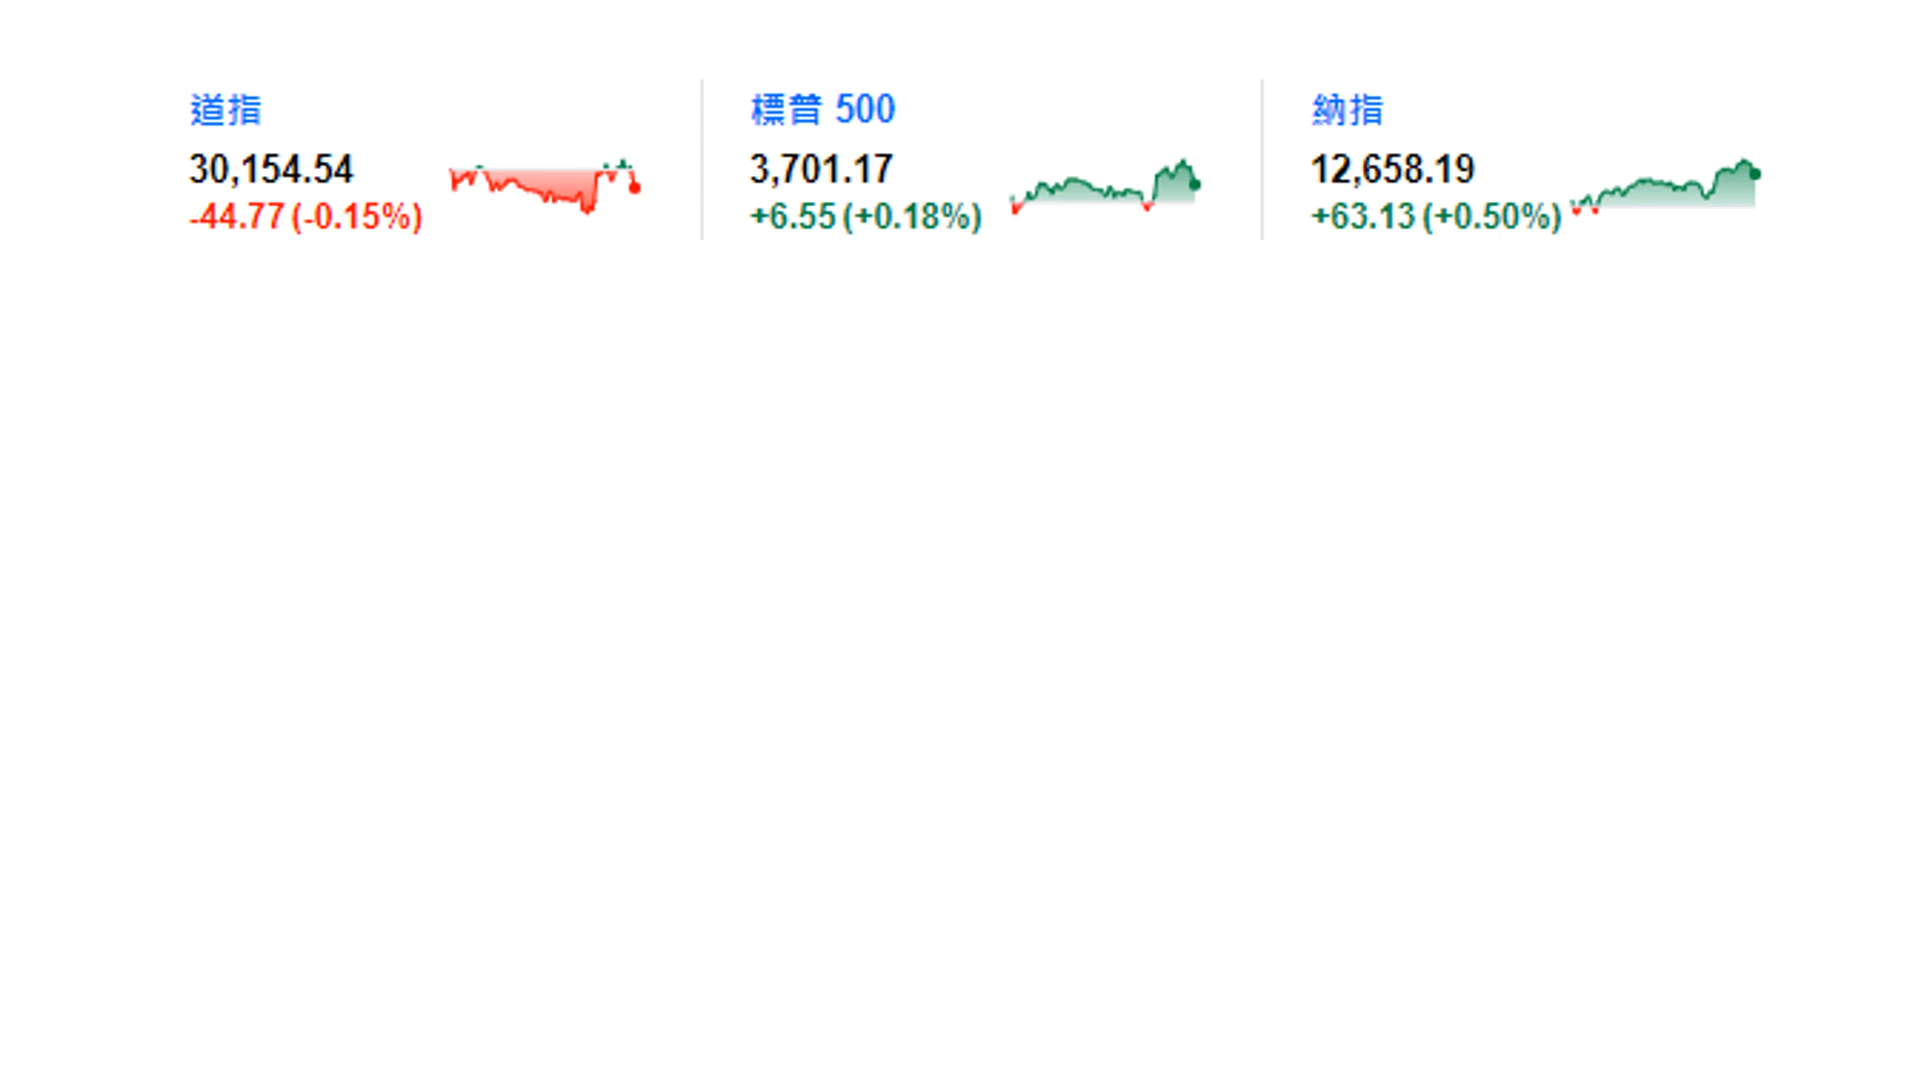 道指
30,154.54
-44.77 (-0.15%)
標普 500
3,701.17
+6.55 (+0.18%)
納指
12,658.19
+63.13 (+0.50%)